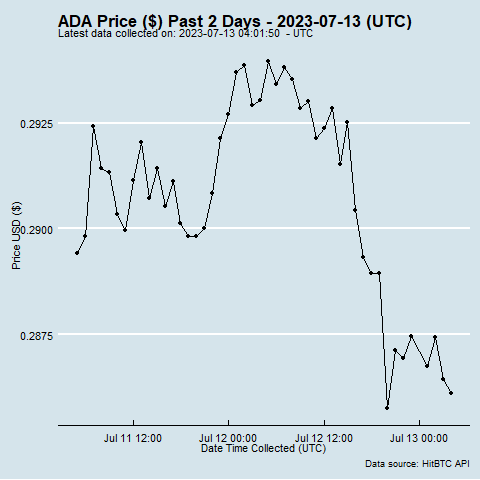 ADA Price ($) Past 2 Days - 2023-07-13 (UTC)
Latest data collected on: 2023-07-13 04:01:50 - UTC
0.2925
0.2900
0.2875
Price USD ($)
Jul 11 12:00 Jul 12 00:00 Jul 12 12:00 Jul 13 00:00
Date Time Collected (UTC)
Data source: HitBTC API